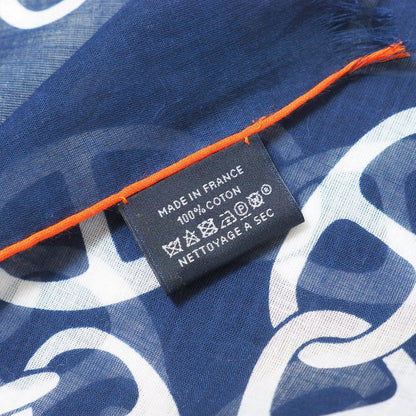 MADE IN FRANCE
100% COTON
NETTOYAGE A SEC